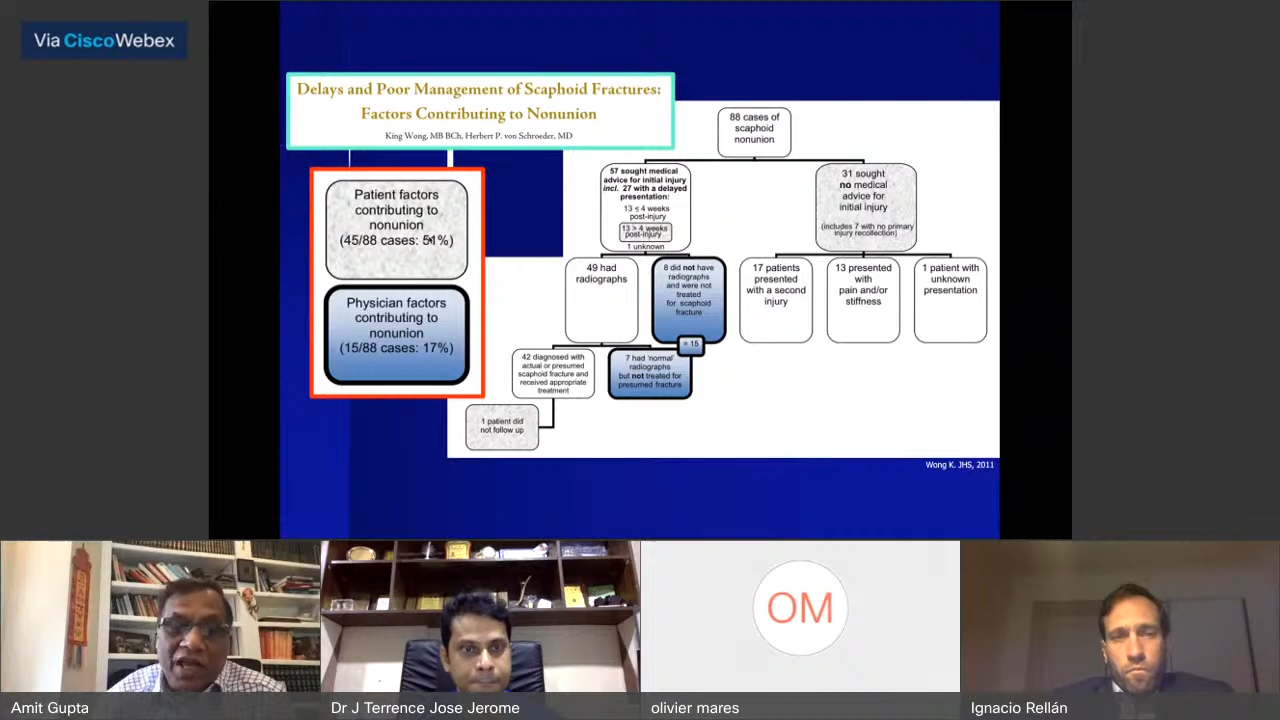 Via CiscoWebex
Delays and Poor Management of Scaphoid Fractures:
Factors Contributing to Nonunion
King Wong, MB BCh, Herbert P. von Schroeder, MD
Patient factors
contributing to
nonunion
(45/88 cases: 51%)
Physician factors
contributing to
nonunion
(15/88 cases: 17%)
88 cases of
scaphoid
nonunion
57 sought medical
advice for initial injury
incl. 27 with a delayed
presentation:
13 ≤ 4 weeks
post-injury
13 > 4 weeks
post-injury
1 unknown
31 sought
no medical
advice for
initial injury
(includes 7 with no primary
injury recollection)
49 had
radiographs
8 did not have
radiographs
and were not
treated
for scaphoid
fracture
17 patients
presented
with a second
injury
13 presented
with
pain and/or
stiffness
1 patient with
unknown
presentation
= 15
42 diagnosed with
actual or presumed
scaphoid fracture and
received appropriate
treatment
7 had 'normal'
radiographs
but not treated for
presumed fracture
1 patient did
not follow up
Wong K. JHS, 2011
OM
Amit Gupta
Dr J Terrence Jose Jerome
olivier mares
Ignacio Rellán